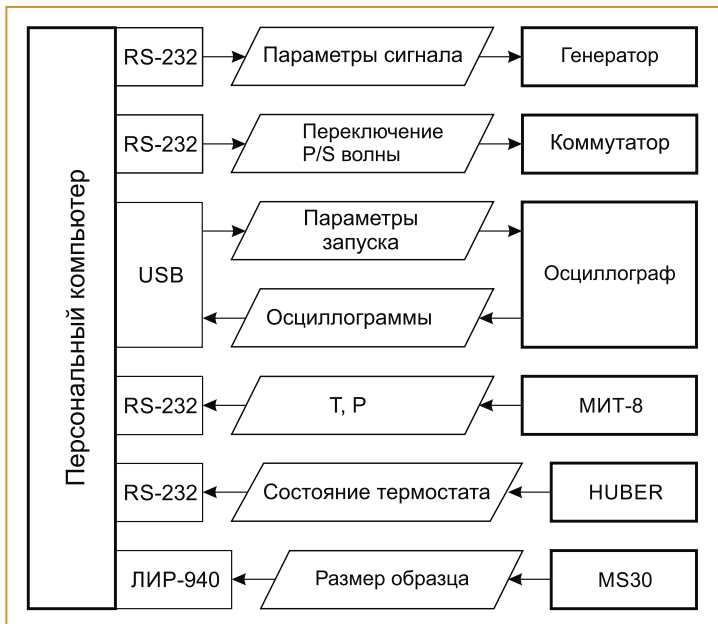 Персональный компьютер
RS-232
Параметры сигнала
Генератор
RS-232
Переключение
P/S волны
Коммутатор
USB
Параметры
запуска
Осциллограф
Осциллограммы
RS-232
T, P
МИТ-8
RS-232
Состояние термостата
HUBER
ЛИР-940
Размер образца
MS30